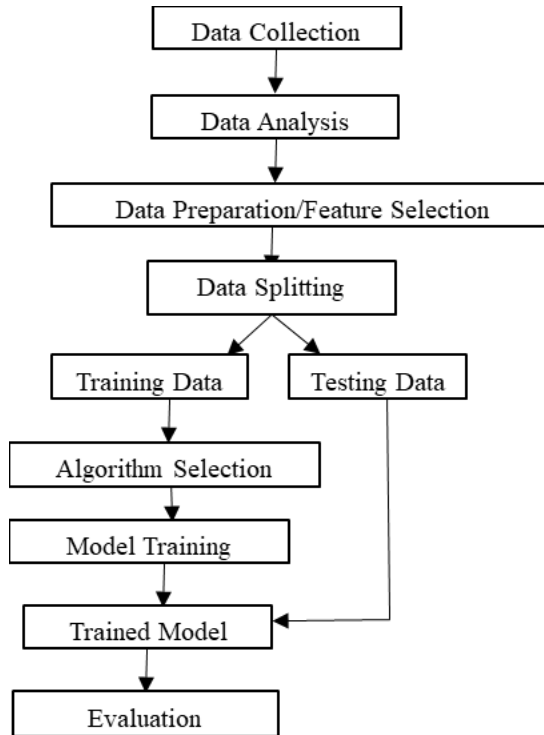 Data Collection
Data Analysis
Data Preparation/Feature Selection
Data Splitting
Training Data
Testing Data
Algorithm Selection
Model Training
Trained Model
Evaluation